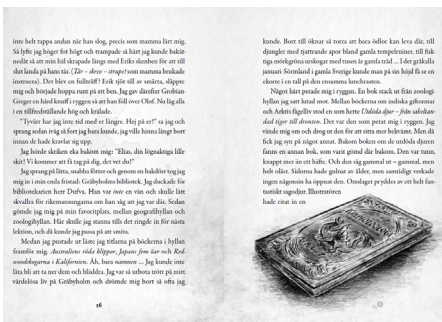 inte helt tappa andan när han slog, precis som mamma lärt mig.
Så lyfte jag höger fot högt och trampade så hårt jag kunde bakåt
nedåt så att min häl skrapade längs med Eriks skenben för att till
slut landa på hans tår. (Tår – skrev – strupe! som mamma brukade
instruera). Det blev en fullträff! Erik tjöt till av smärta, släppte
mig och började hoppa runt på ett ben. Jag gav därefter Grobian-
Greger en hård knuff i ryggen så att han föll över Olof. Nu låg alla
i en tillfredställande hög och kvidade.
”Tyvärr har jag inte tid med er längre. Hej på er!” sa jag och
sprang sedan iväg så fort jag bara kunde, jag ville hinna långt bort
innan de hade kravlat sig upp.
Jag hörde skriken eka bakom mig: ”Elias, din lögnaktiga lille
skit! Vi kommer att få tag på dig, det vet du!”
Jag sprang på lätta, snabba fötter och genom en bakdörr tog jag
mig in i min enda fristad: Gråbyholms bibliotek. Jag duckade för
bibliotekarien herr Dufva. Han var inte en vän och skulle lätt
skvallra för rikemansungarna om han såg att jag var där. Sedan
gömde jag mig på min favoritplats, mellan geografihyllan och
zoologihyllan. Här skulle jag stanna tills det ringde in för nästa
lektion, och då kunde jag passa på att smita.
Medan jag pustade ut läste jag titlarna på böckerna i hyllan
framför mig. Australiens röda klippor, Japans fem öar och Red-
woodskogarna i Kalifornien. Åh, bara namnen ... Jag kunde inte
låta bli att ta ner dem och bläddra. Jag var så urbota trött på mitt
värdelösa liv på Gråbyholm och drömde mig bort så ofta jag
16
kunde. Bort till öknar så torra att bara ödlor kan leva där, till
djungler med tjattrande apor bland gamla tempelruiner, till fuk-
tiga mörkgröna urskogar med tusen år gamla träd ... I det gråkalla
januari-Sörmland i gamla Sverige kunde man på sin höjd få se en
ekorre i en tall på den ensamma lunchrasten.
Något hårt petade mig i ryggen. En bok stack ut från zoologi-
hyllan jag satt lutad mot. Mellan böckerna om indiska giftormar
och Arktis fågelliv stod en som hette Utdöda djur – från sabeltan-
dad tiger till dronten. Det var den som petat mig i ryggen. Jag
vände mig om och drog ut den för att sitta mer bekvämt. Men då
fick jag syn på något annat. Bakom boken om de utdöda djuren
fanns en annan bok, som varit gömd där bakom. Den var tunn,
knappt mer än ett häfte. Och den såg gammal ut – gammal, men
helt oläst. Sidorna hade gulnat av ålder, men samtidigt verkade
ingen någonsin ha öppnat den. Omslaget pryddes av ett helt fan-
tastiskt sagodjur. Illustratören
hade ritat in en